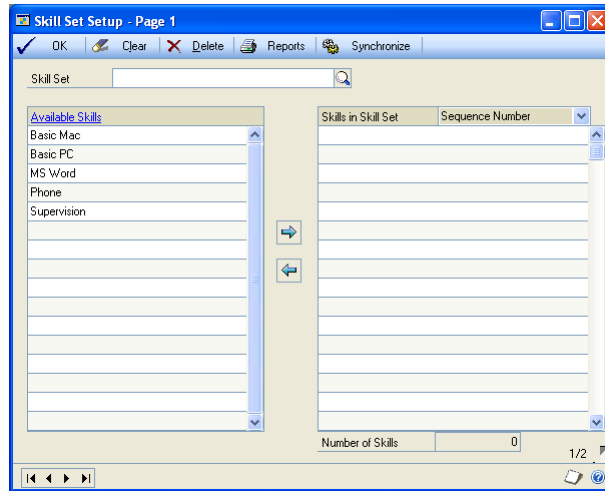 Skill Set Setup - Page 1
OK Clear Delete Reports Synchronize
Skill Set
Available Skills
Basic Mac
Basic PC
MS Word
Phone
Supervision
Skills in Skill Set Sequence Number
Number of Skills 0
1/2